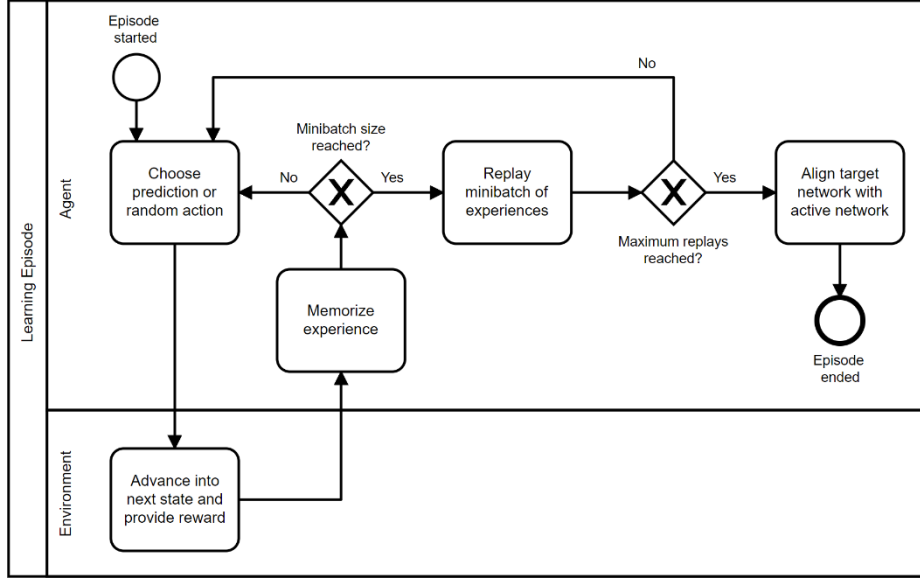 Learning Episode
Agent
Episode
started
Choose
prediction or
random action
No
Minibatch size
reached?
Yes
Replay
minibatch of
experiences
No
Maximum replays
reached?
Yes
Align target
network with
active network
Episode
ended
Memorize
experience
Environment
Advance into
next state and
provide reward